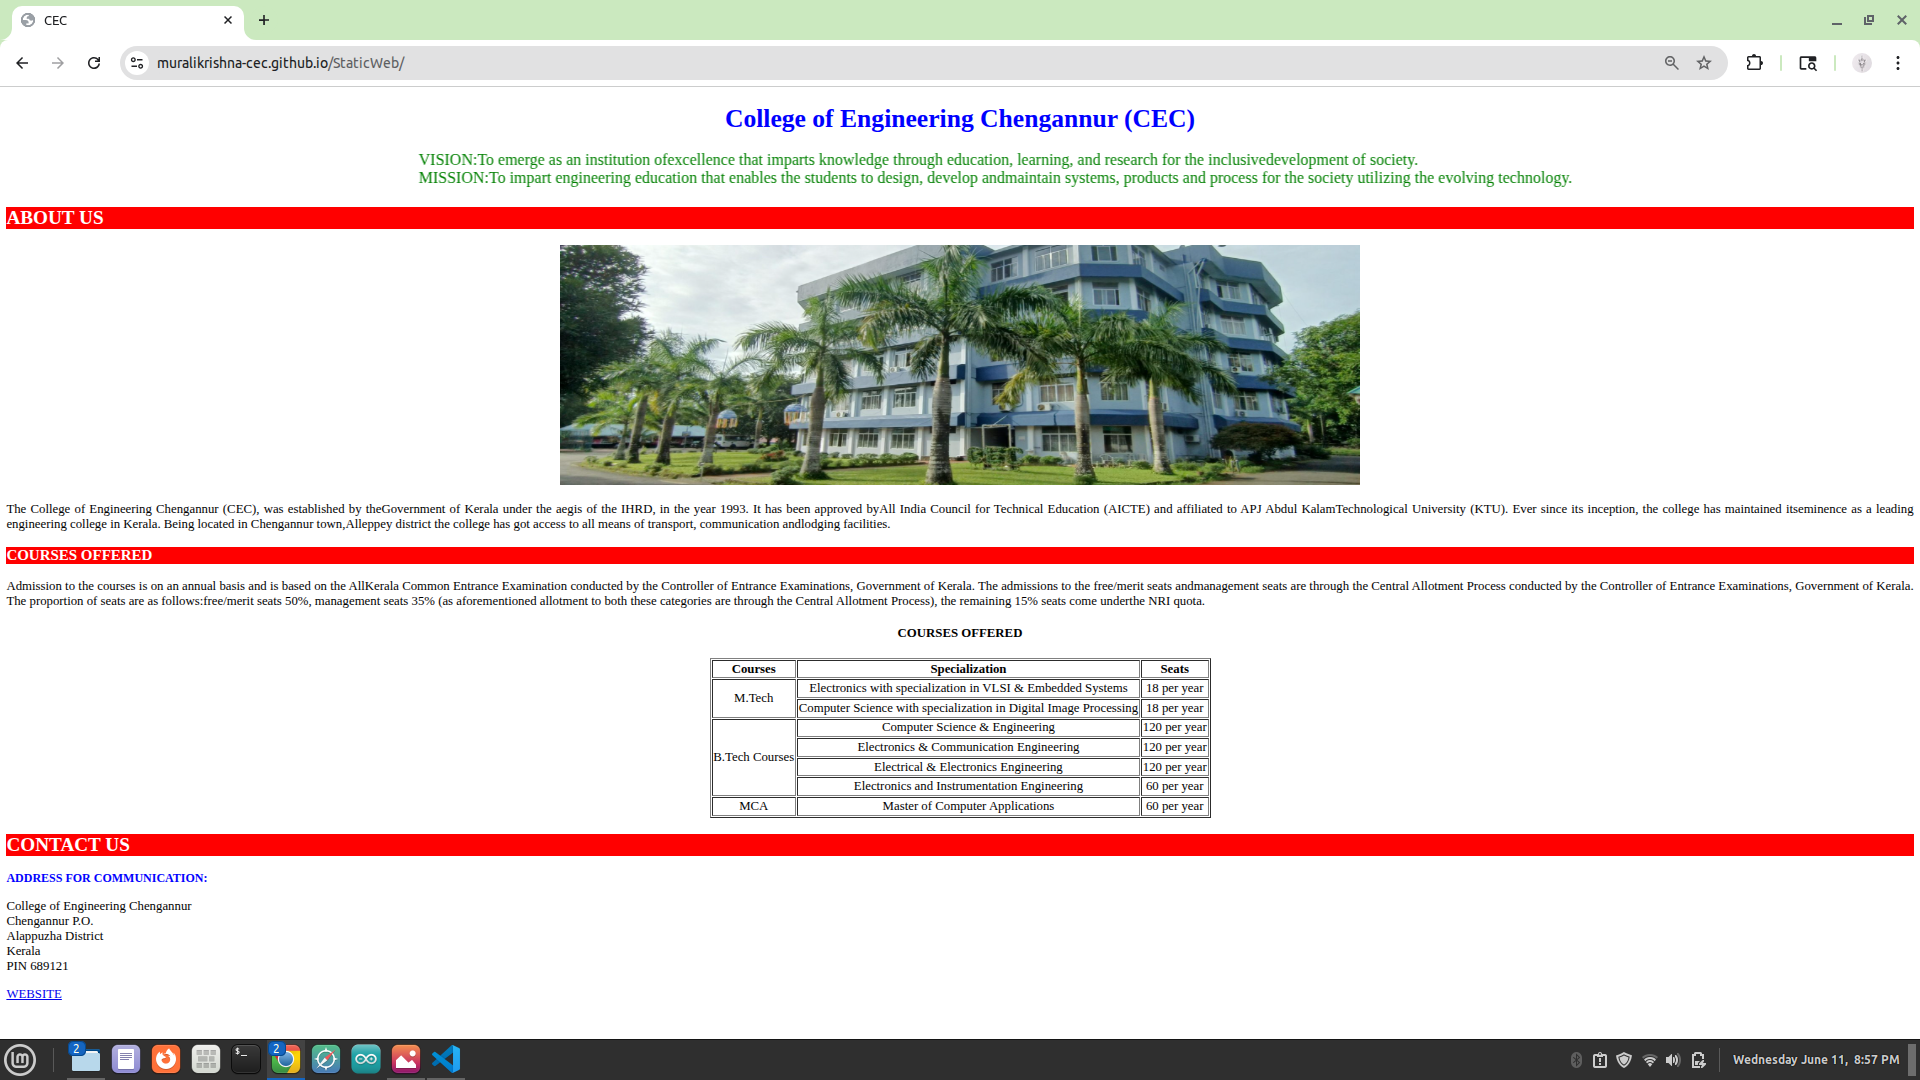 CEC
muralikrishna-cec.github.io/StaticWeb/
College of Engineering Chengannur (CEC)
VISION:To emerge as an institution ofexcellence that imparts knowledge through education, learning, and research for the inclusivedevelopment of society.
MISSION:To impart engineering education that enables the students to design, develop andmaintain systems, products and process for the society utilizing the evolving technology.
ABOUT US
The College of Engineering Chengannur (CEC), was established by theGovernment of Kerala under the aegis of the IHRD, in the year 1993. It has been approved byAll India Council for Technical Education (AICTE) and affiliated to APJ Abdul KalamTechnological University (KTU). Ever since its inception, the college has maintained itseminence as a leading
engineering college in Kerala. Being located in Chengannur town,Alleppey district the college has got access to all means of transport, communication andlodging facilities.
COURSES OFFERED
Admission to the courses is on an annual basis and is based on the AllKerala Common Entrance Examination conducted by the Controller of Entrance Examinations, Government of Kerala. The admissions to the free/merit seats andmanagement seats are through the Central Allotment Process conducted by the Controller of Entrance Examinations, Government of Kerala.
The proportion of seats are as follows:free/merit seats 50%, management seats 35% (as aforementioned allotment to both these categories are through the Central Allotment Process), the remaining 15% seats come underthe NRI quota.
COURSES OFFERED
Courses Specialization Seats
M.Tech Electronics with specialization in VLSI & Embedded Systems 18 per year
Computer Science with specialization in Digital Image Processing 18 per year
B.Tech Courses Computer Science & Engineering 120 per year
Electronics & Communication Engineering 120 per year
Electrical & Electronics Engineering 120 per year
Electronics and Instrumentation Engineering 60 per year
MCA Master of Computer Applications 60 per year
CONTACT US
ADDRESS FOR COMMUNICATION:
College of Engineering Chengannur
Chengannur P.O.
Alappuzha District
Kerala
PIN 689121
WEBSITE
2 $_ 2 Wednesday June 11, 8:57 PM